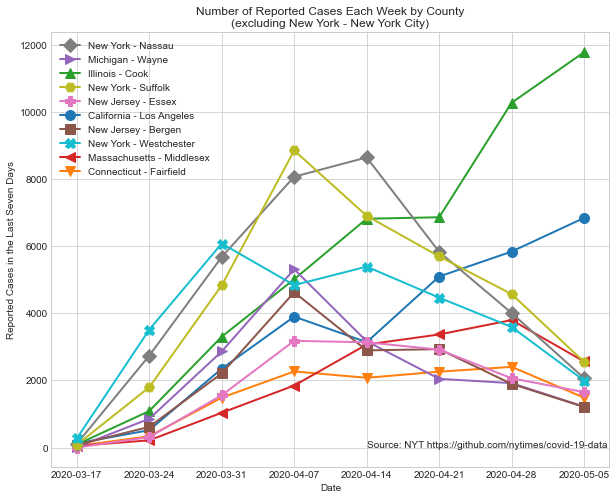 Number of Reported Cases Each Week by County
(excluding New York - New York City)
12000
10000
8000
6000
4000
2000
0
Reported Cases in the Last Seven Days
New York - Nassau
Michigan - Wayne
Illinois - Cook
New York - Suffolk
New Jersey - Essex
California - Los Angeles
New Jersey - Bergen
New York - Westchester
Massachusetts - Middlesex
Connecticut - Fairfield
Source: NYT https://github.com/nytimes/covid-19-data
2020-03-17 2020-03-24 2020-03-31 2020-04-07 2020-04-14 2020-04-21 2020-04-28 2020-05-05
Date